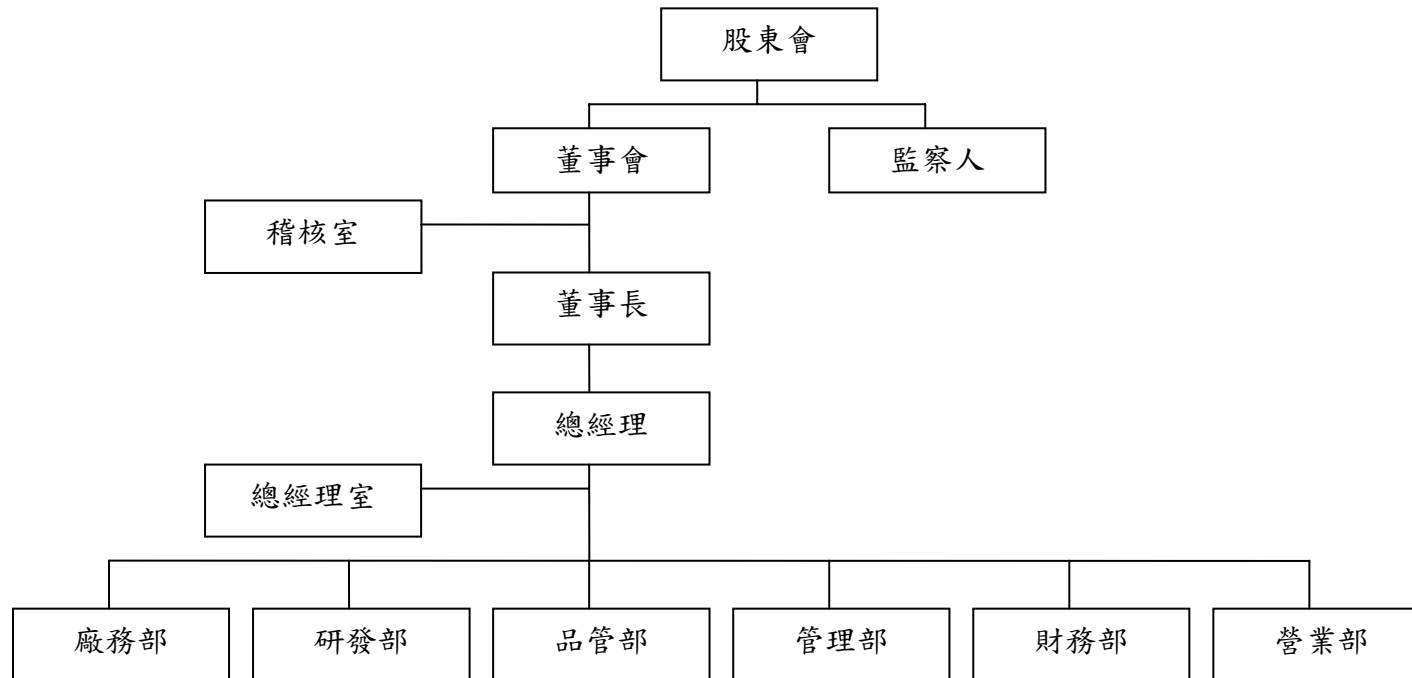 股東會
董事會
監察人
稽核室
董事長
總經理
總經理室
廠務部
研發部
品管部
管理部
財務部
營業部